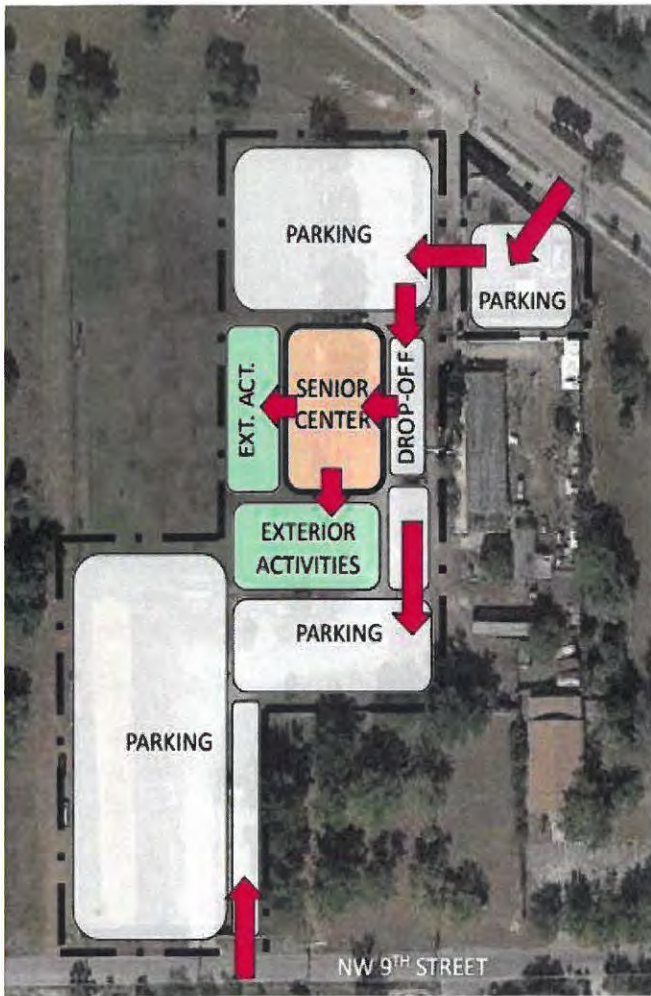 PARKING
PARKING
EXT. ACT.
SENIOR
CENTER
DROP-OFF
EXTERIOR
ACTIVITIES
PARKING
PARKING
NW 9TH STREET